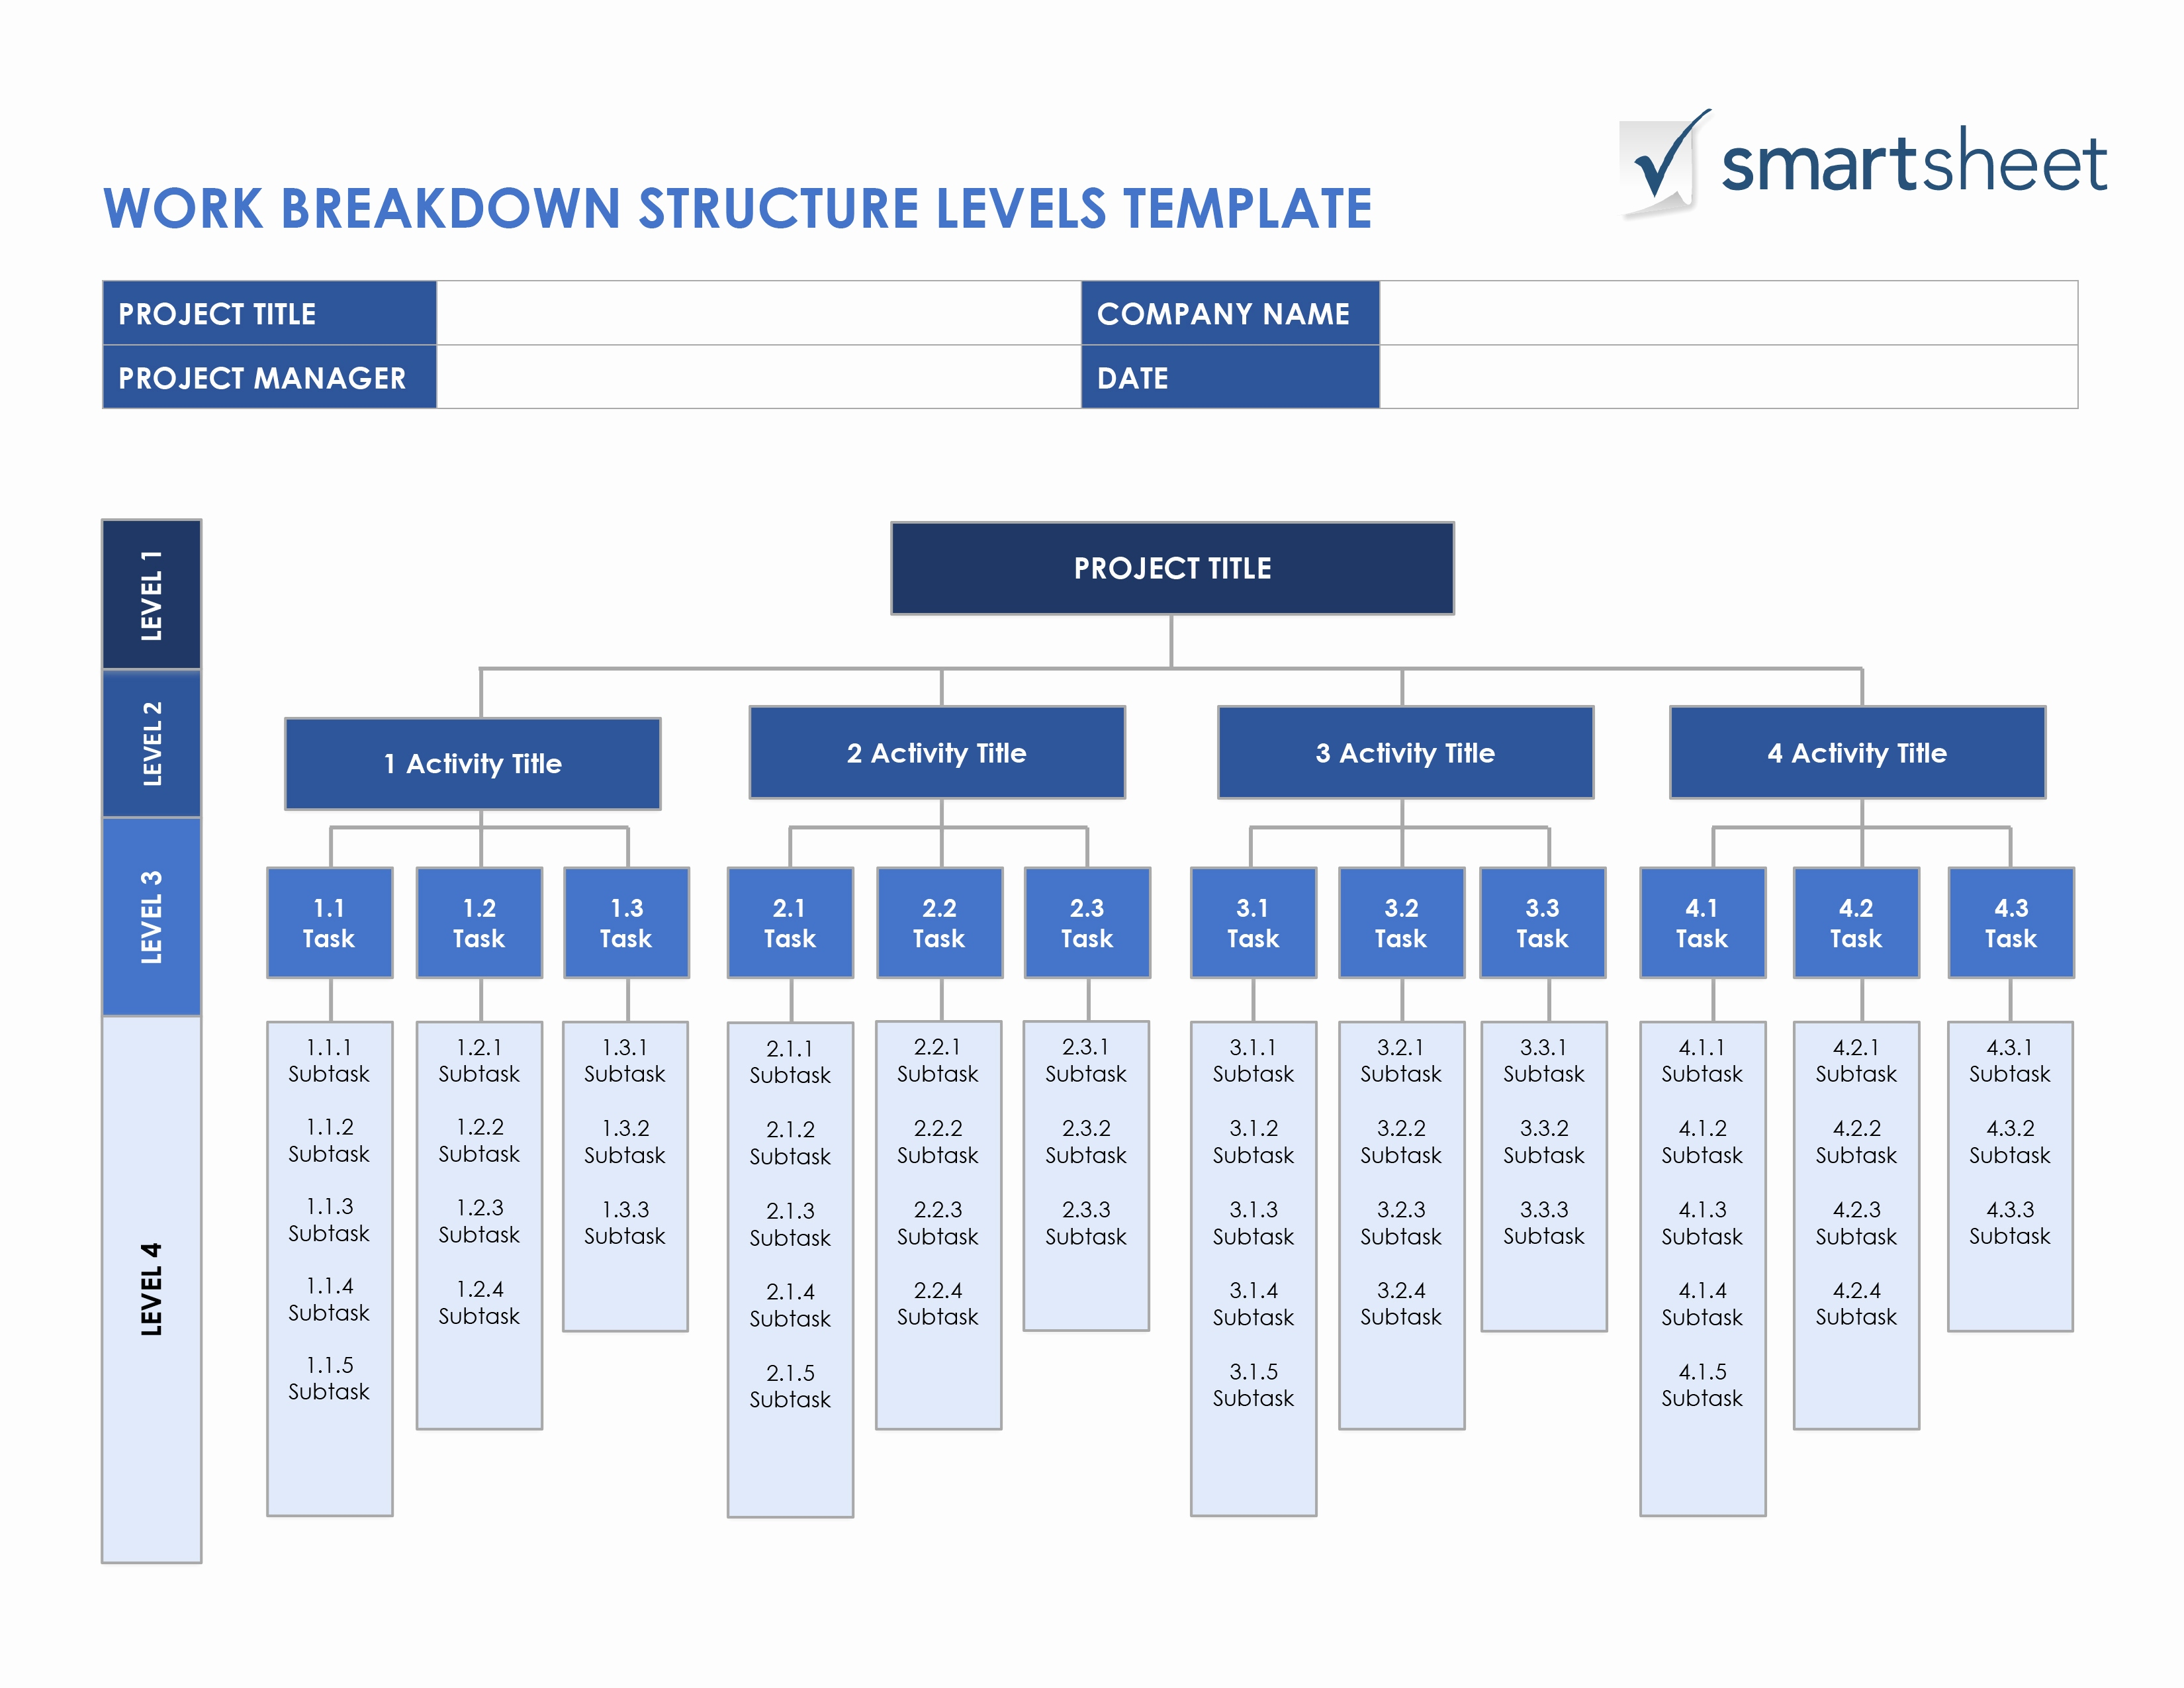 smartsheet
WORK BREAKDOWN STRUCTURE LEVELS TEMPLATE
PROJECT TITLE
COMPANY NAME
PROJECT MANAGER
DATE
LEVEL 1
PROJECT TITLE
LEVEL 2
1 Activity Title
2 Activity Title
3 Activity Title
4 Activity Title
LEVEL 3
1.1
Task
1.2
Task
1.3
Task
2.1
Task
2.2
Task
2.3
Task
3.1
Task
3.2
Task
3.3
Task
4.1
Task
4.2
Task
4.3
Task
LEVEL 4
1.1.1
Subtask
1.1.2
Subtask
1.1.3
Subtask
1.1.4
Subtask
1.1.5
Subtask
1.2.1
Subtask
1.2.2
Subtask
1.2.3
Subtask
1.2.4
Subtask
1.3.1
Subtask
1.3.2
Subtask
1.3.3
Subtask
2.1.1
Subtask
2.1.2
Subtask
2.1.3
Subtask
2.1.4
Subtask
2.1.5
Subtask
2.2.1
Subtask
2.2.2
Subtask
2.2.3
Subtask
2.2.4
Subtask
2.3.1
Subtask
2.3.2
Subtask
2.3.3
Subtask
3.1.1
Subtask
3.1.2
Subtask
3.1.3
Subtask
3.1.4
Subtask
3.1.5
Subtask
3.2.1
Subtask
3.2.2
Subtask
3.2.3
Subtask
3.2.4
Subtask
3.3.1
Subtask
3.3.2
Subtask
3.3.3
Subtask
4.1.1
Subtask
4.1.2
Subtask
4.1.3
Subtask
4.1.4
Subtask
4.1.5
Subtask
4.2.1
Subtask
4.2.2
Subtask
4.2.3
Subtask
4.2.4
Subtask
4.3.1
Subtask
4.3.2
Subtask
4.3.3
Subtask